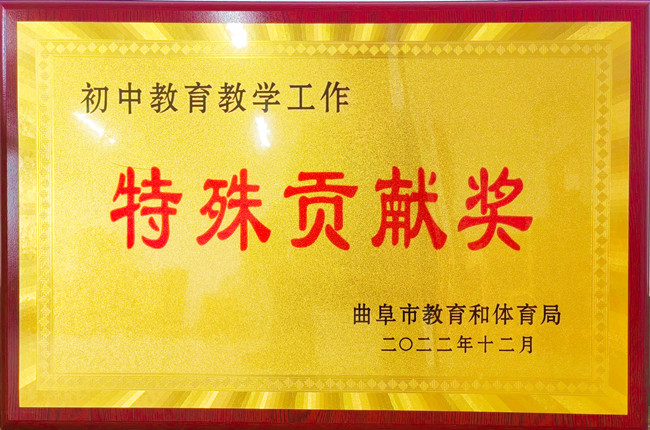 初中教育教学工作
特殊贡献奖
曲阜市教育和体育局
二〇二二年十二月